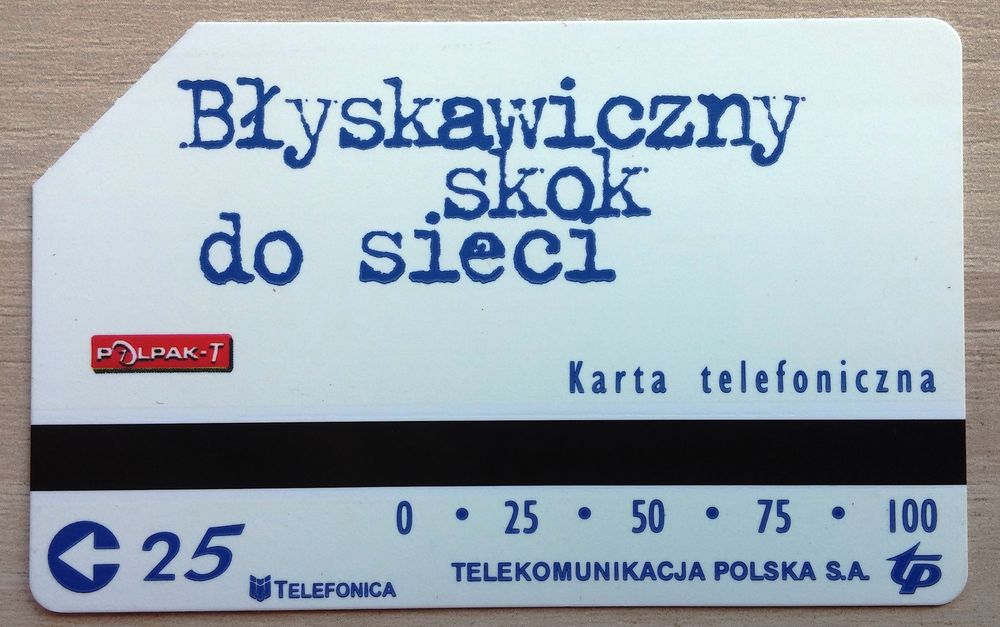 Błyskawiczny
skok
do sieci
POLPAK-T
Karta telefoniczna
0 • 25 • 50 • 75 • 100
25
TELEFONICA
TELEKOMUNIKACJA POLSKA S.A. tp